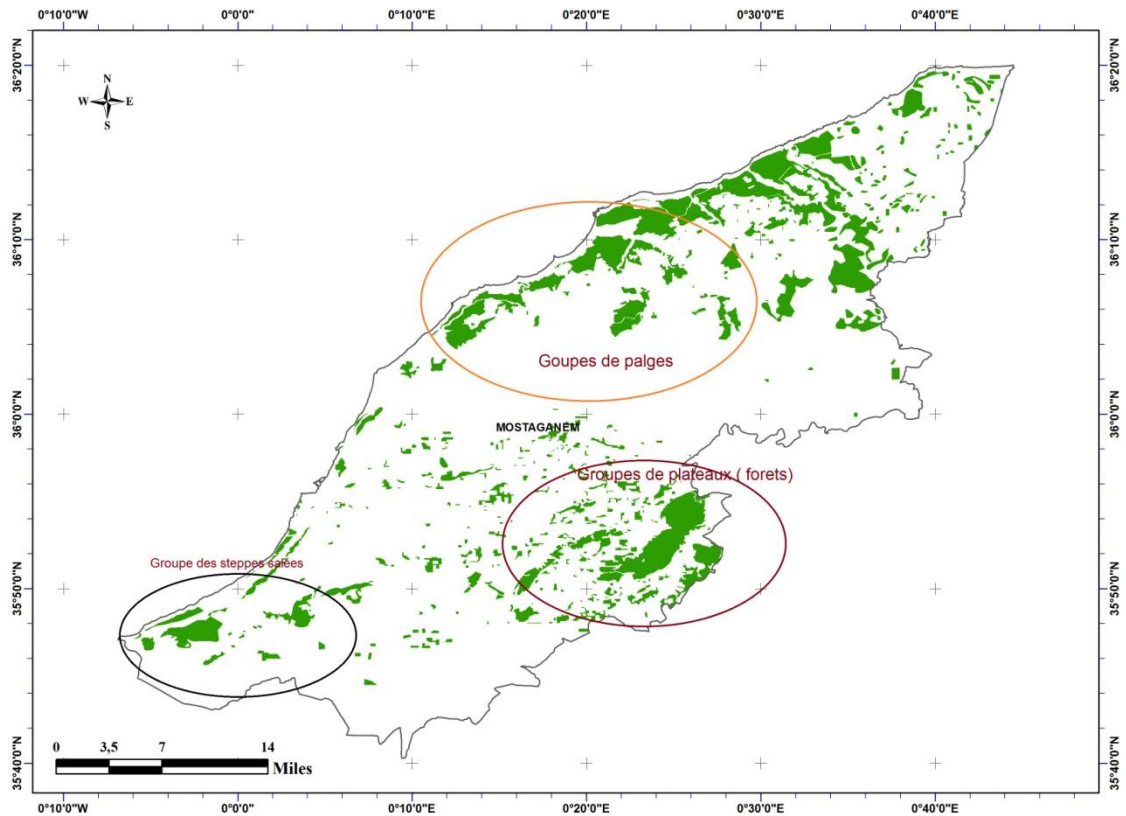 0°10'0"W 0°0'0" 0°10'0"E 0°20'0"E 0°30'0"E 0°40'0"E
36°20'0"N 36°20'0"N
N
W E
S
36°10'0"N 36°10'0"N
Goupes de palges
36°0'0"N 36°0'0"N
MOSTAGANEM
Groupes de plateaux ( forets)
Groupe des steppes salées
35°50'0"N 35°50'0"N
0 3,5 7 14
Miles
35°40'0"N 35°40'0"N
0°10'0"W 0°0'0" 0°10'0"E 0°20'0"E 0°30'0"E 0°40'0"E